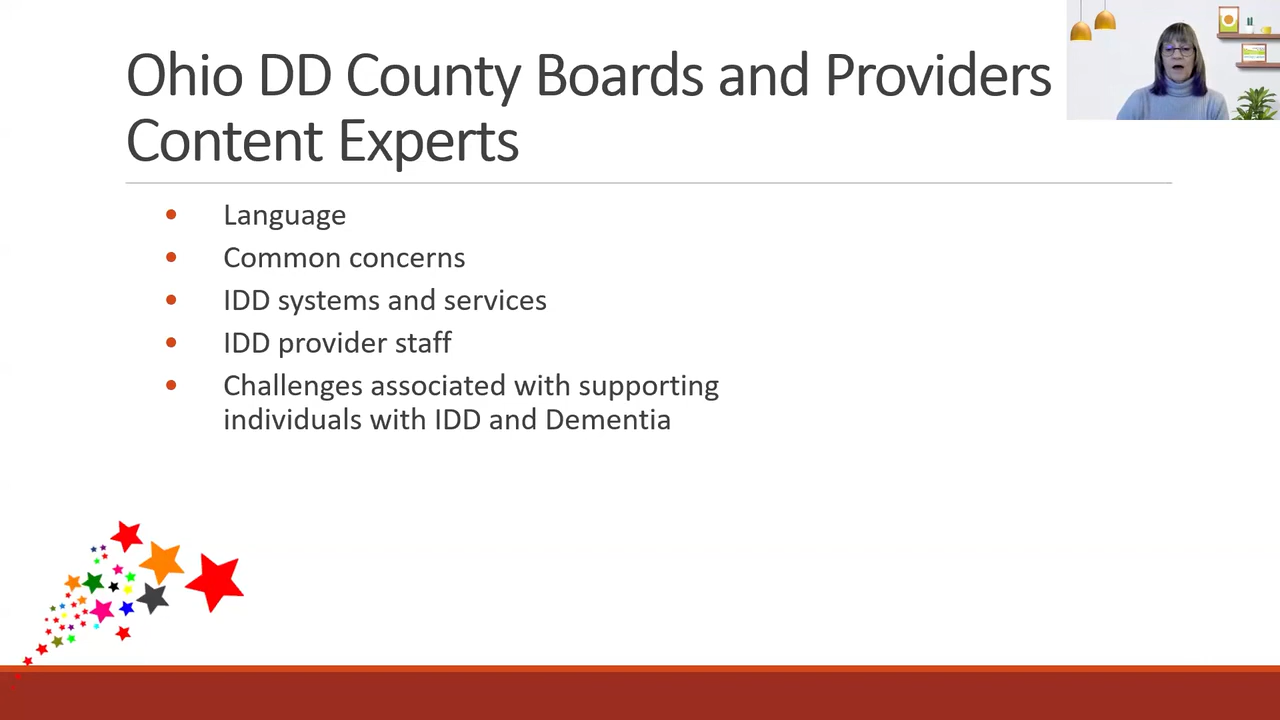 Ohio DD County Boards and Providers
Content Experts
• Language
• Common concerns
• IDD systems and services
• IDD provider staff
• Challenges associated with supporting
individuals with IDD and Dementia